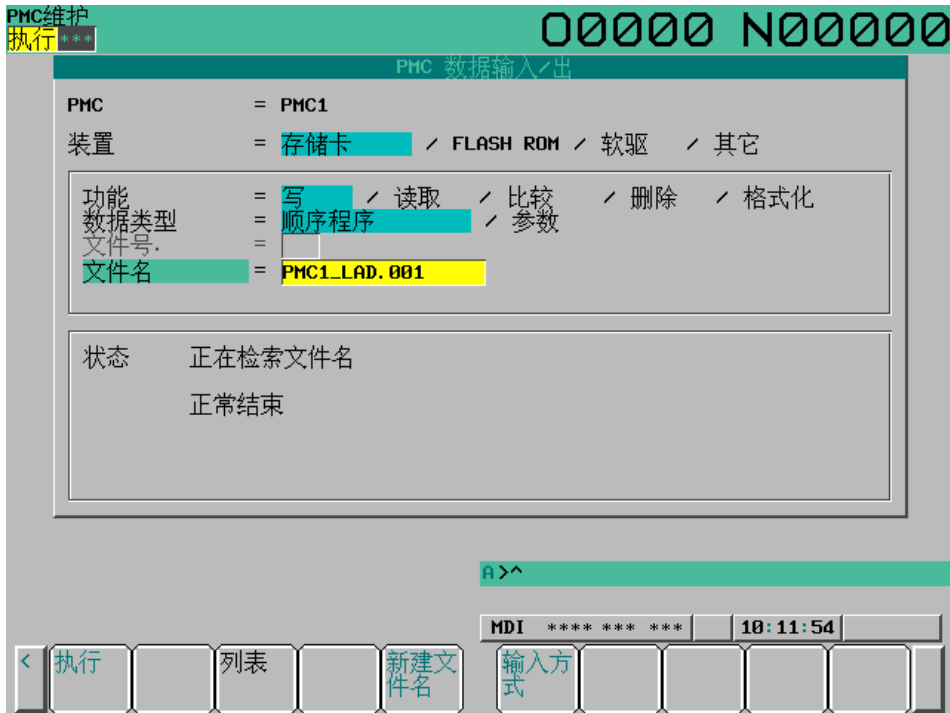 PMC维护
执行*** O0000 N00000
PMC 数据输入/出
PMC = PMC1
装置 = 存储卡 / FLASH ROM / 软驱 / 其它
功能 = 写 / 读取 / 比较 / 删除 / 格式化
数据类型 = 顺序程序 / 参数
文件号. =
文件名 = PMC1_LAD.001
状态 正在检索文件名
正常结束
A>^
MDI **** *** *** 10:11:54
< 执行 列表 新建文件名 输入方式